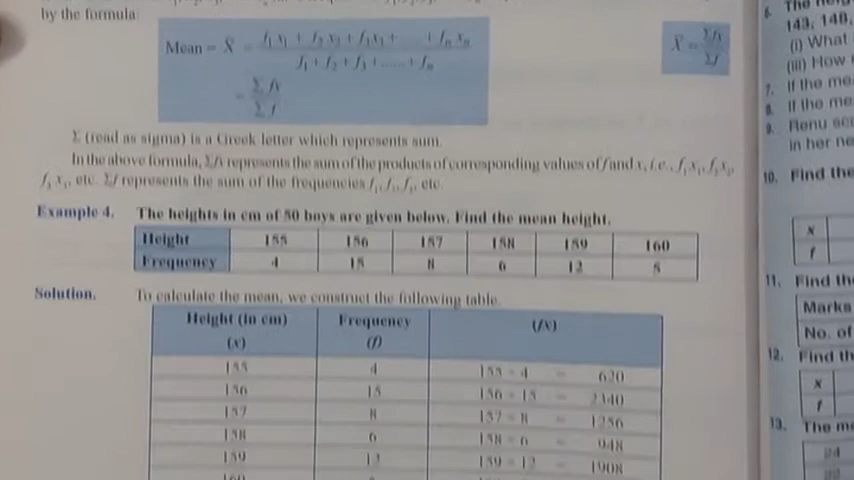 by the formula
Mean = X̄ = f₁x₁ + f₂x₂ + f₃x₃ + ...... + fₙxₙ
f₁ + f₂ + f₃ + ...... + fₙ
= Σfx
Σf
X̄ = Σfx
Σf
Σ (read as sigma) is a Greek letter which represents sum.
In the above formula, Σfx represents the sum of the products of corresponding values of f and x, i.e., f₁x₁, f₂x₂,
f₃x₃, etc. Σf represents the sum of the frequencies f₁, f₂, f₃, etc.
Example 4. The heights in cm of 50 boys are given below. Find the mean height.
Height 155 156 157 158 159 160
Frequency 4 15 8 6 12 5
Solution. To calculate the mean, we construct the following table.
Height (in cm) Frequency (fx)
(x) (f)
155 4 155 × 4 = 620
156 15 156 × 15 = 2340
157 8 157 × 8 = 1256
158 6 158 × 6 = 948
159 12 159 × 12 = 1908
160
6. The
143, 148,
(i) What
(iii) How
7. If the me
8. If the me
9. Renu
in her
10. Find the
x
f
11. Find th
Marks
No. of
12. Find th
x
f
13. The me